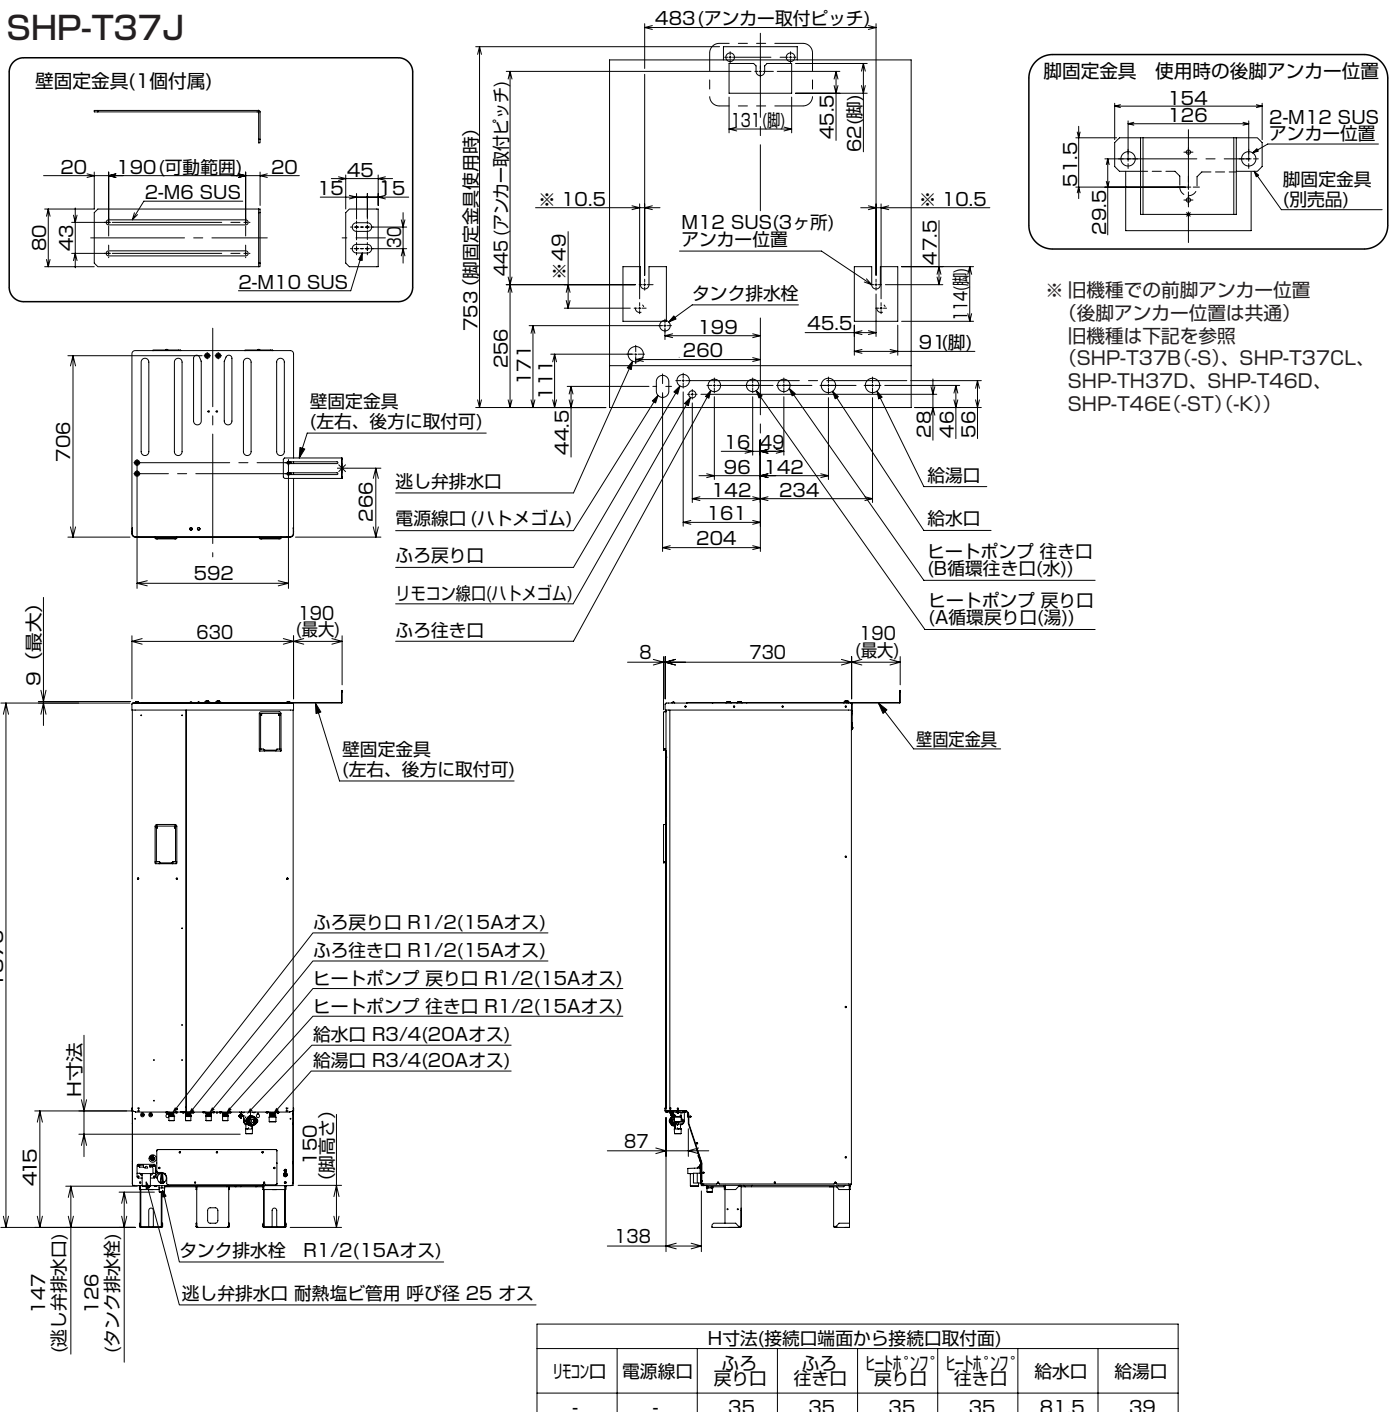 SHP-T37J
壁固定金具(1個付属)
20
190(可動範囲)
20
2-M6 SUS
80
43
45
15
15
30
2-M10 SUS
483(アンカー取付ピッチ)
753(脚固定金具使用時)
445(アンカー取付ピッチ)
131(脚)
45.5
62(脚)
※ 10.5
※ 10.5
M12 SUS(3ヶ所)
アンカー位置
※49
47.5
114(脚)
タンク排水栓
199
260
45.5
91(脚)
256
171
111
44.5
16
49
96
142
142
234
161
204
28
46
56
脚固定金具 使用時の後脚アンカー位置
154
126
2-M12 SUS
アンカー位置
51.5
29.5
脚固定金具
(別売品)
※ 旧機種での前脚アンカー位置
(後脚アンカー位置は共通)
旧機種は下記を参照
(SHP-T37B(-S)、SHP-T37CL、
SHP-TH37D、SHP-T46D、
SHP-T46E(-ST)(-K))
706
592
266
壁固定金具
(左右、後方に取付可)
逃し弁排水口
電源線口(ハトメゴム)
ふろ戻り口
リモコン線口(ハトメゴム)
ふろ往き口
給湯口
給水口
ヒートポンプ 往き口
(B循環往き口(水))
ヒートポンプ 戻り口
(A循環戻り口(湯))
9(最大)
630
190
(最大)
8
730
190
(最大)
壁固定金具
(左右、後方に取付可)
壁固定金具
ふろ戻り口 R1/2(15Aオス)
ふろ往き口 R1/2(15Aオス)
ヒートポンプ 戻り口 R1/2(15Aオス)
ヒートポンプ 往き口 R1/2(15Aオス)
給水口 R3/4(20Aオス)
給湯口 R3/4(20Aオス)
H寸法
415
150
(脚高さ)
87
138
タンク排水栓 R1/2(15Aオス)
147
(逃し弁排水口)
126
(タンク排水栓)
逃し弁排水口 耐熱塩ビ管用 呼び径 25 オス
H寸法(接続口端面から接続口取付面)
リモコン口 電源線口 ふろ戻り口 ふろ往き口 ヒートポンプ戻り口 ヒートポンプ往き口 給水口 給湯口
- - 35 35 35 35 81.5 39